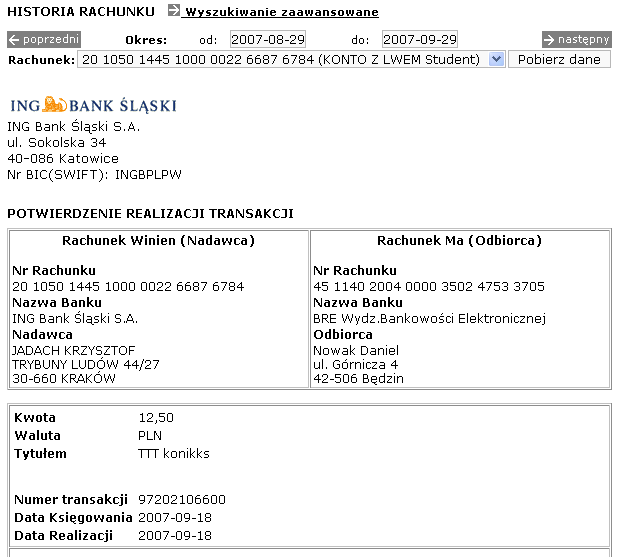 HISTORIA RACHUNKU Wyszukiwanie zaawansowane
poprzedni Okres: od: 2007-08-29 do: 2007-09-29 następny
Rachunek: 20 1050 1445 1000 0022 6687 6784 (KONTO Z LWEM Student) Pobierz dane
ING BANK ŚLĄSKI
ING Bank Śląski S.A.
ul. Sokolska 34
40-086 Katowice
Nr BIC(SWIFT): INGBPLPW
POTWIERDZENIE REALIZACJI TRANSAKCJI
Rachunek Winien (Nadawca)
Nr Rachunku
20 1050 1445 1000 0022 6687 6784
Nazwa Banku
ING Bank Śląski S.A.
Nadawca
JADACH KRZYSZTOF
TRYBUNY LUDÓW 44/27
30-660 KRAKÓW
Rachunek Ma (Odbiorca)
Nr Rachunku
45 1140 2004 0000 3502 4753 3705
Nazwa Banku
BRE Wydz.Bankowości Elektronicznej
Odbiorca
Nowak Daniel
ul. Górnicza 4
42-506 Będzin
Kwota 12,50
Waluta PLN
Tytułem TTT konikks
Numer transakcji 97202106600
Data Księgowania 2007-09-18
Data Realizacji 2007-09-18